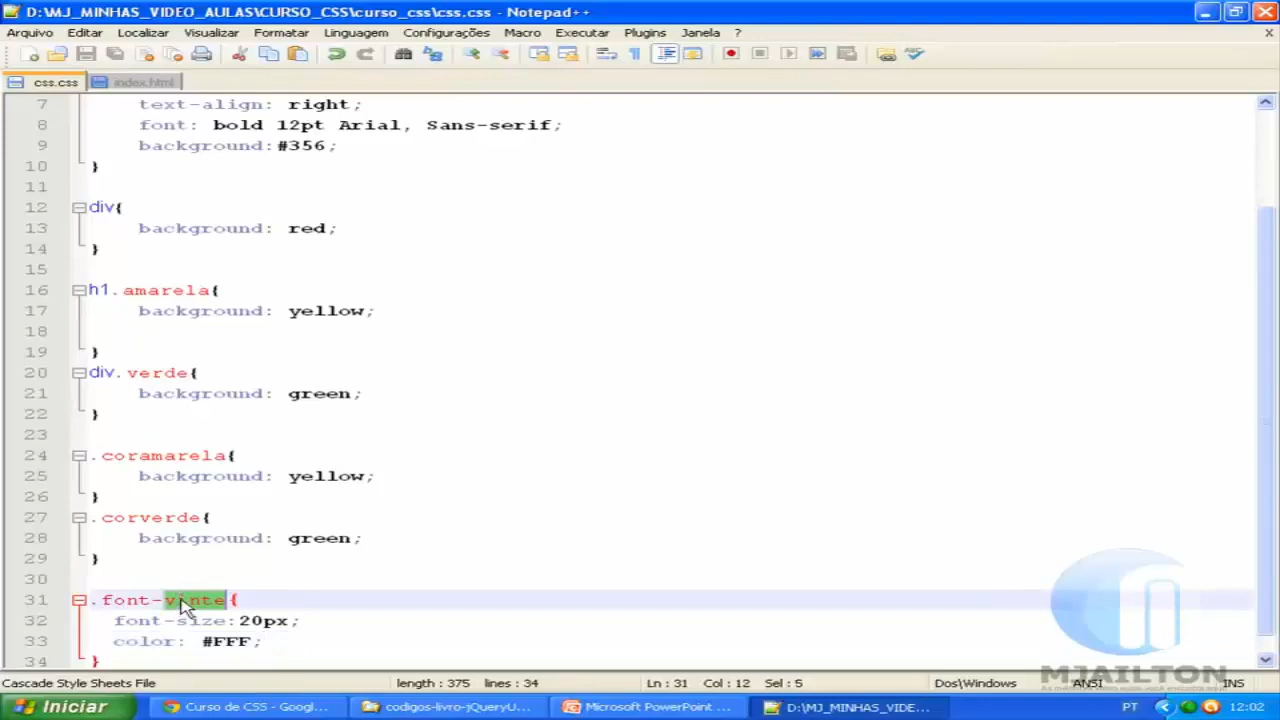 D:\MJ_MINHAS_VIDEO_AULAS\CURSO_CSS\curso_css\css.css - Notepad++
Arquivo Editar Localizar Visualizar Formatar Linguagem Configurações Macro Executar Plugins Janela ? X
css.css index.html
7 text-align: right;
8 font: bold 12pt Arial, Sans-serif;
9 background:#356;
10 }
11
12 div{
13 background: red;
14 }
15
16 h1.amarela{
17 background: yellow;
18
19 }
20 div.verde{
21 background: green;
22 }
23
24 .coramarela{
25 background: yellow;
26 }
27 .corverde{
28 background: green;
29 }
30
31 .font-vinte{
32 font-size:20px;
33 color: #FFF;
34 }
MJAILTON
Cascade Style Sheets File length : 375 lines : 34 Ln : 31 Col : 12 Sel : 5 Dos\Windows ANSI INS
Iniciar Curso de CSS - Googl... codigos-livro-jQueryU... Microsoft PowerPoint ... D:\MJ_MINHAS_VIDE... PT 12:02